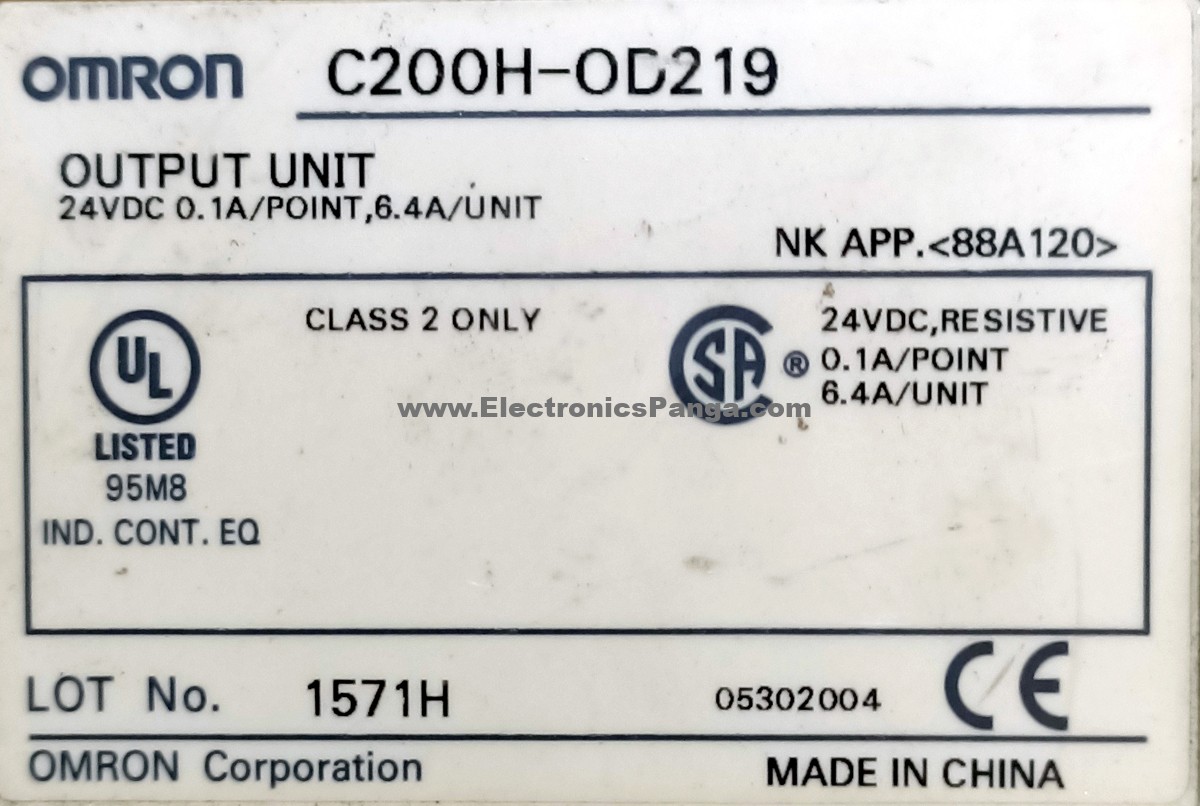 OMRON C200H-OD219
OUTPUT UNIT
24VDC 0.1A/POINT,6.4A/UNIT
NK APP.<88A120>
UL CLASS 2 ONLY SA ® 24VDC,RESISTIVE
0.1A/POINT
6.4A/UNIT
www.ElectronicsPanga.com
LISTED
95M8
IND. CONT. EQ
LOT No. 1571H 05302004 CE
OMRON Corporation MADE IN CHINA